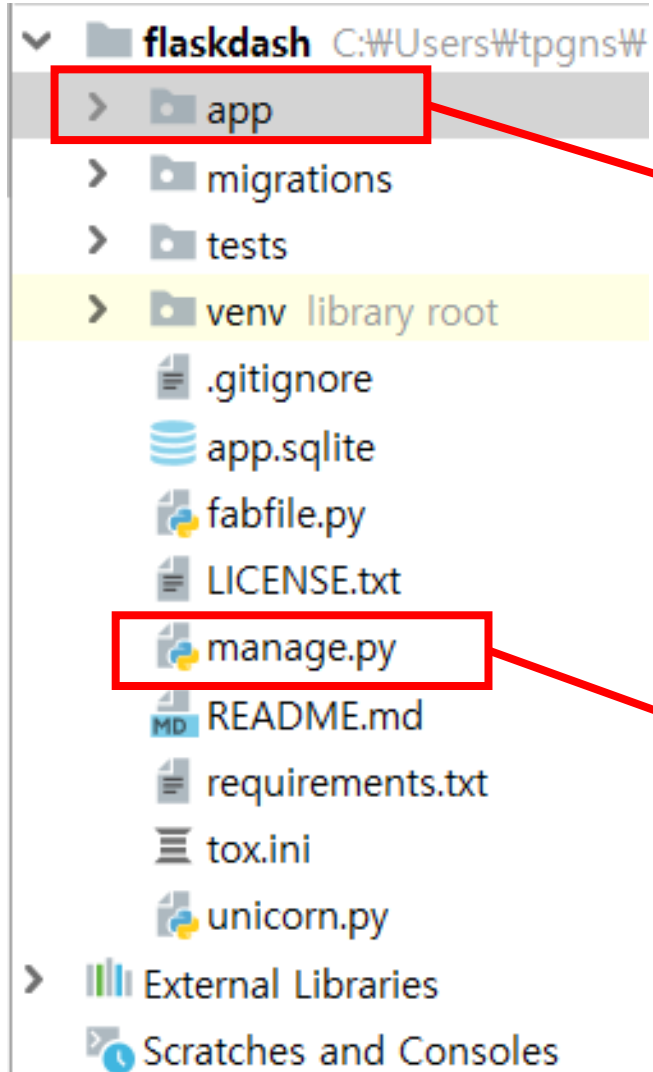 flaskdash C:₩Users₩tpgns₩
app
migrations
tests
venv library root
.gitignore
app.sqlite
fabfile.py
LICENSE.txt
manage.py
MD README.md
requirements.txt
tox.ini
unicorn.py
External Libraries
Scratches and Consoles